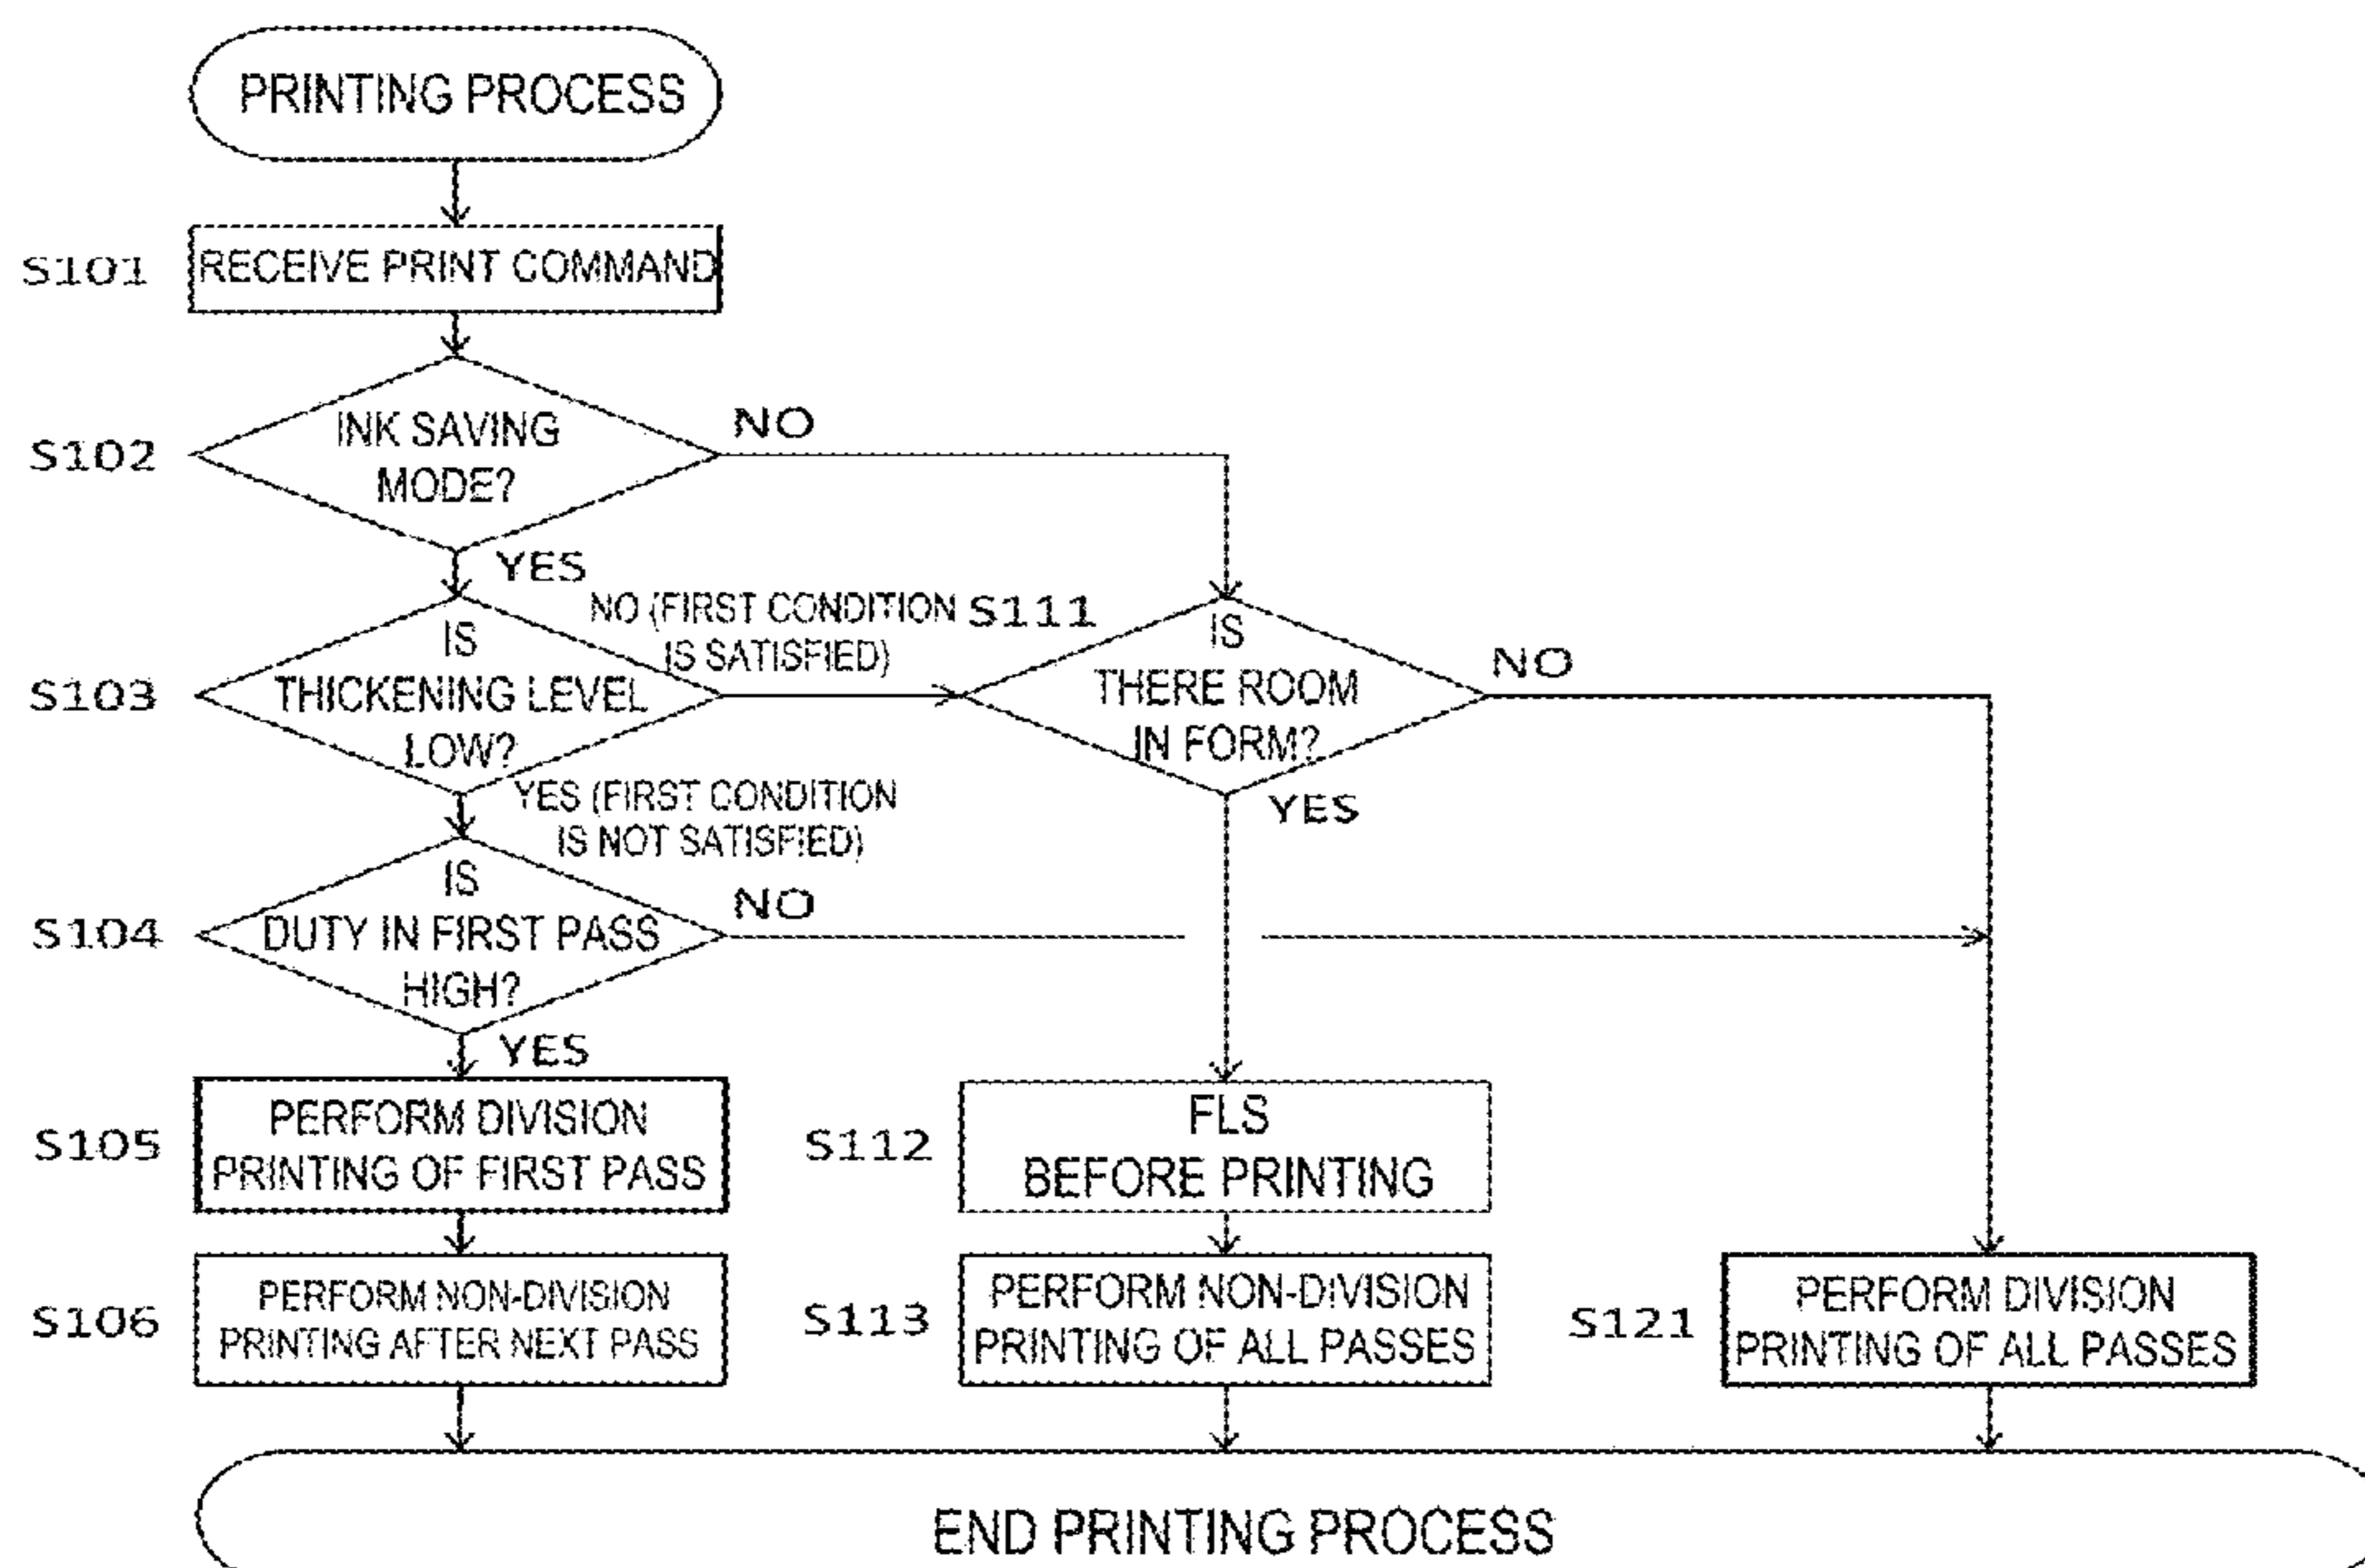 PRINTING PROCESS
S101
RECEIVE PRINT COMMAND
S102
INK SAVING
MODE?
NO
YES
S103
IS
THICKENING LEVEL
LOW?
NO (FIRST CONDITION
IS SATISFIED)
S111
IS
THERE ROOM
IN FORM?
NO
YES
YES (FIRST CONDITION
IS NOT SATISFIED)
S104
IS
DUTY IN FIRST PASS
HIGH?
NO
YES
S105
PERFORM DIVISION
PRINTING OF FIRST PASS
S112
FLS
BEFORE PRINTING
S106
PERFORM NON-DIVISION
PRINTING AFTER NEXT PASS
S113
PERFORM NON-DIVISION
PRINTING OF ALL PASSES
S121
PERFORM DIVISION
PRINTING OF ALL PASSES
END PRINTING PROCESS